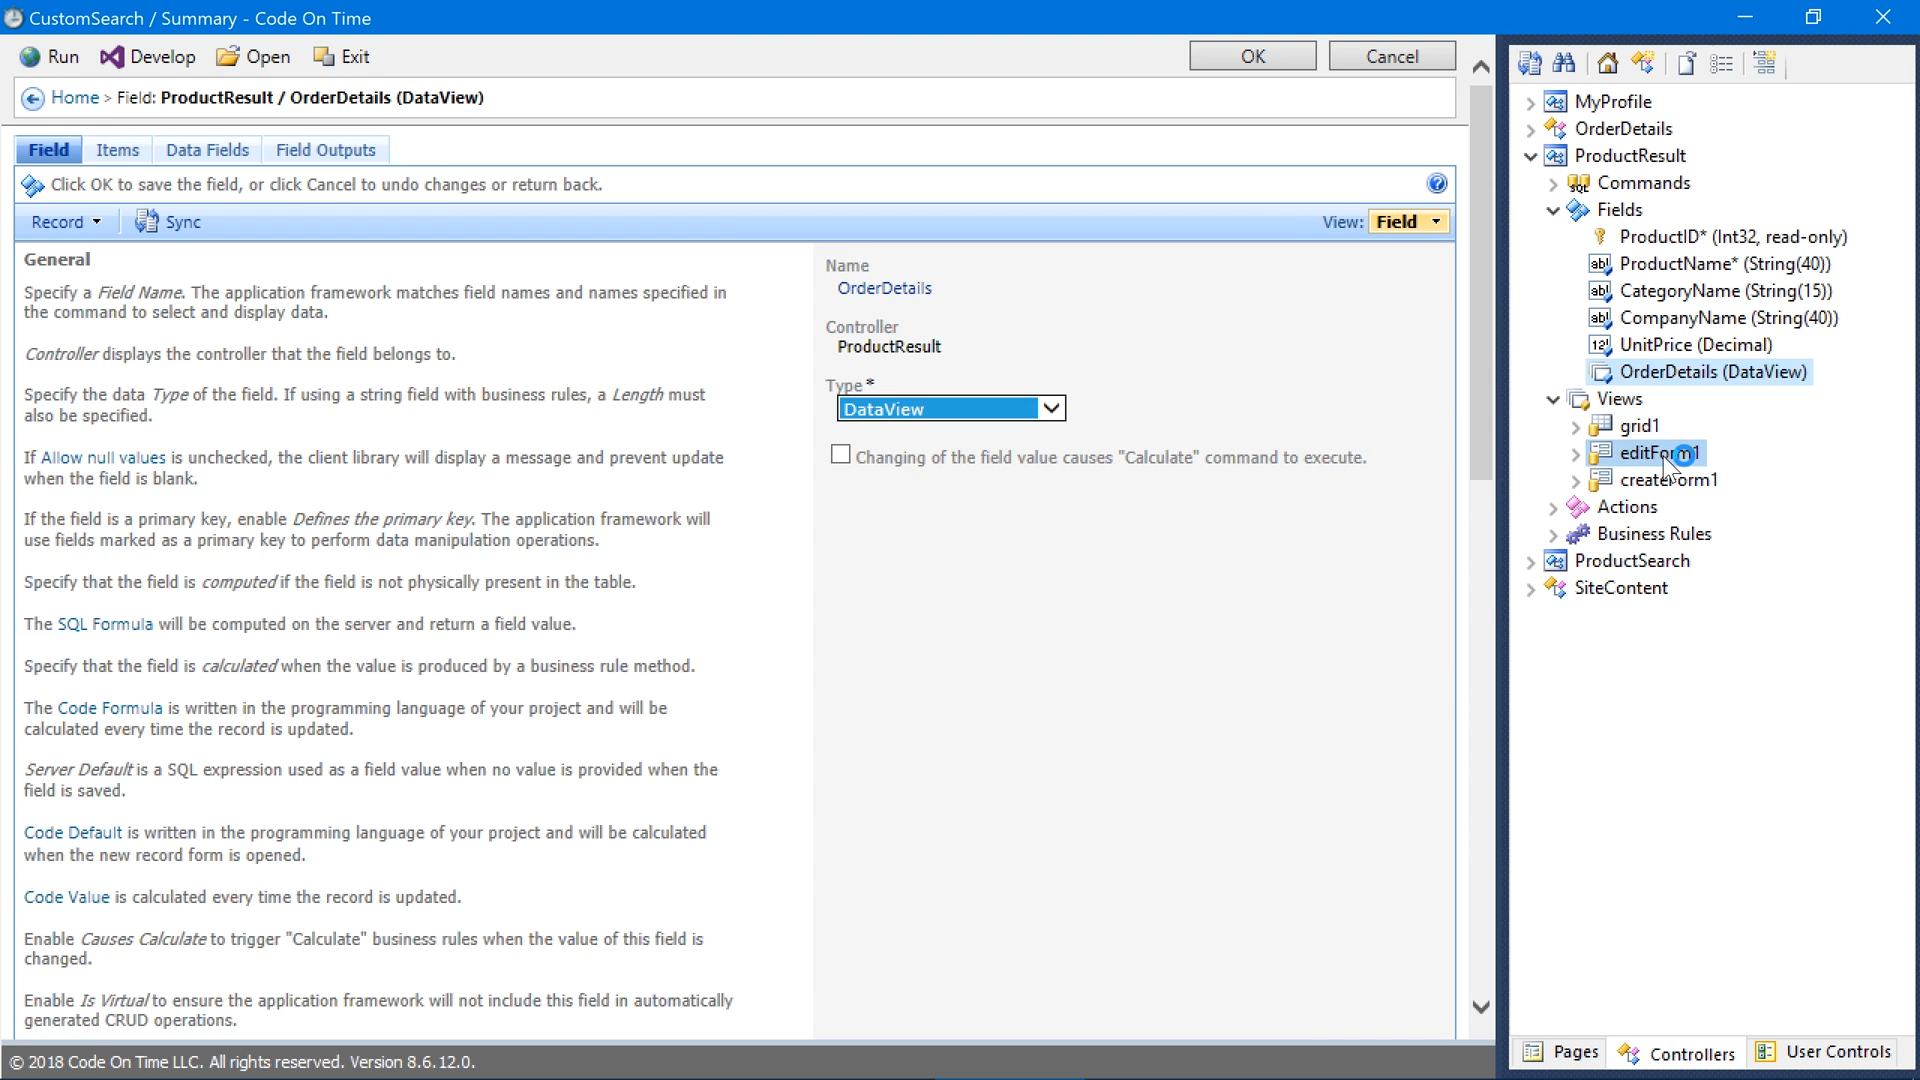 CustomSearch / Summary - Code On Time
Run Develop Open Exit OK Cancel
Home > Field: ProductResult / OrderDetails (DataView)
Field Items Data Fields Field Outputs
Click OK to save the field, or click Cancel to undo changes or return back.
Record Sync View: Field
General
Specify a Field Name. The application framework matches field names and names specified in
the command to select and display data.
Controller displays the controller that the field belongs to.
Specify the data Type of the field. If using a string field with business rules, a Length must
also be specified.
If Allow null values is unchecked, the client library will display a message and prevent update
when the field is blank.
If the field is a primary key, enable Defines the primary key. The application framework will
use fields marked as a primary key to perform data manipulation operations.
Specify that the field is computed if the field is not physically present in the table.
The SQL Formula will be computed on the server and return a field value.
Specify that the field is calculated when the value is produced by a business rule method.
The Code Formula is written in the programming language of your project and will be
calculated every time the record is updated.
Server Default is a SQL expression used as a field value when no value is provided when the
field is saved.
Code Default is written in the programming language of your project and will be calculated
when the new record form is opened.
Code Value is calculated every time the record is updated.
Enable Causes Calculate to trigger "Calculate" business rules when the value of this field is
changed.
Enable Is Virtual to ensure the application framework will not include this field in automatically
generated CRUD operations.
Name
OrderDetails
Controller
ProductResult
Type *
DataView
Changing of the field value causes "Calculate" command to execute.
MyProfile
OrderDetails
ProductResult
Commands
Fields
ProductID* (Int32, read-only)
ProductName* (String(40))
CategoryName (String(15))
CompanyName (String(40))
UnitPrice (Decimal)
OrderDetails (DataView)
Views
grid1
editForm1
createForm1
Actions
Business Rules
ProductSearch
SiteContent
Pages Controllers User Controls
© 2018 Code On Time LLC. All rights reserved. Version 8.6.12.0.